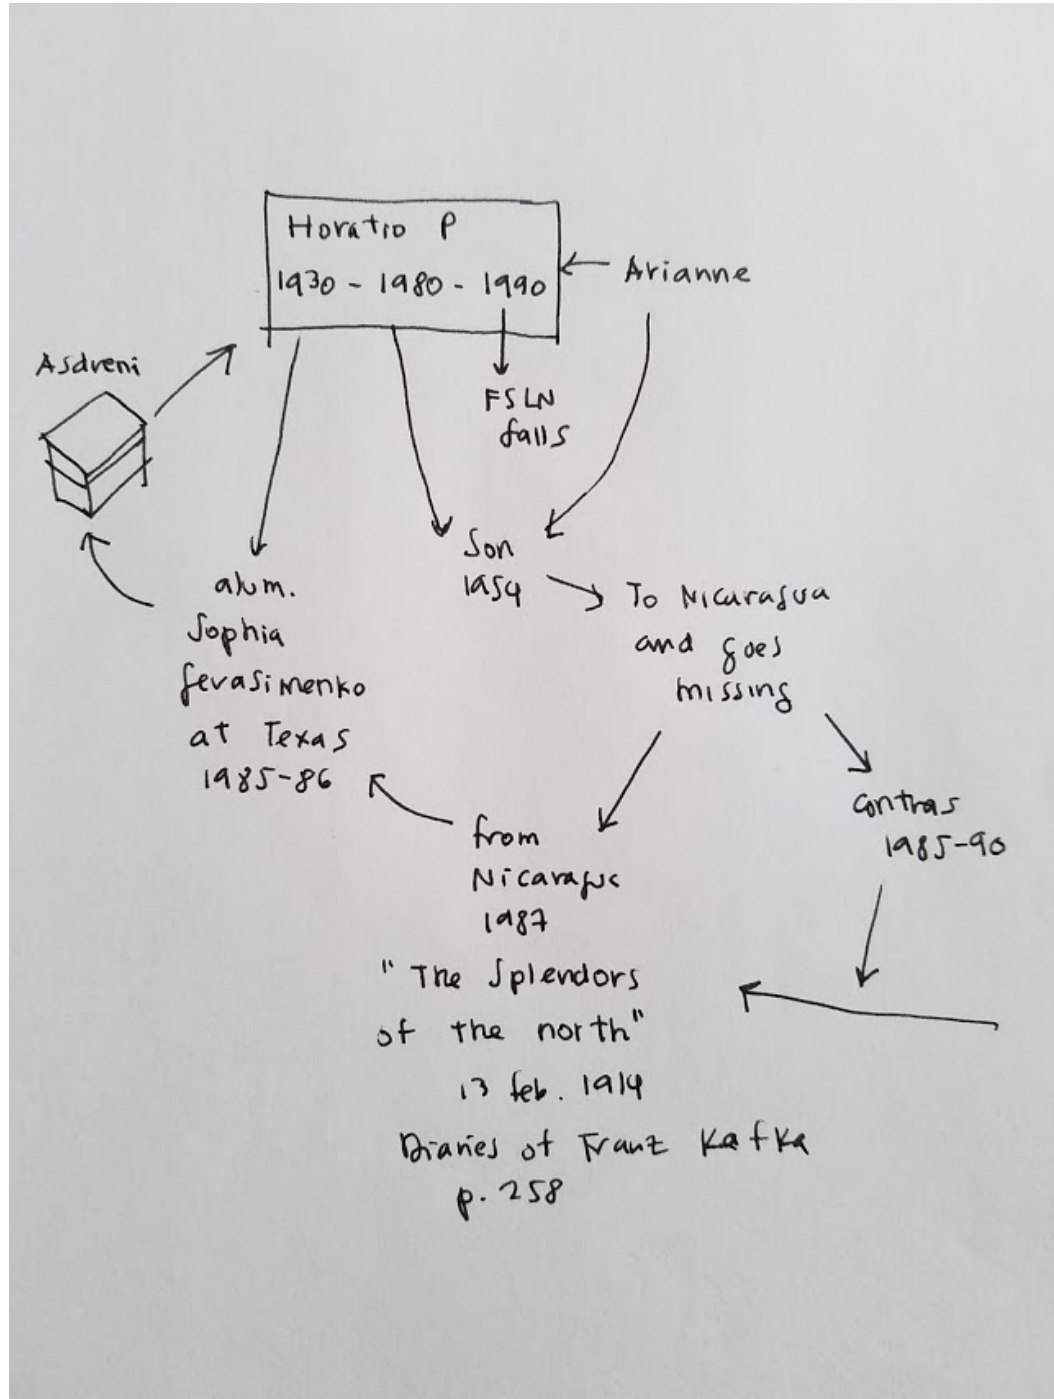 Horatio P
1930 - 1980 - 1990
Arianne
Asdreni
FSLN
falls
Son
1954
alum.
Sophia
Gerasimenko
at Texas
1985-86
To Nicaragua
and goes
missing
Contras
1985-90
from
Nicaragua
1987
"The Splendors
of the north"
13 feb. 1914
Diaries of Franz Kafka
p. 258